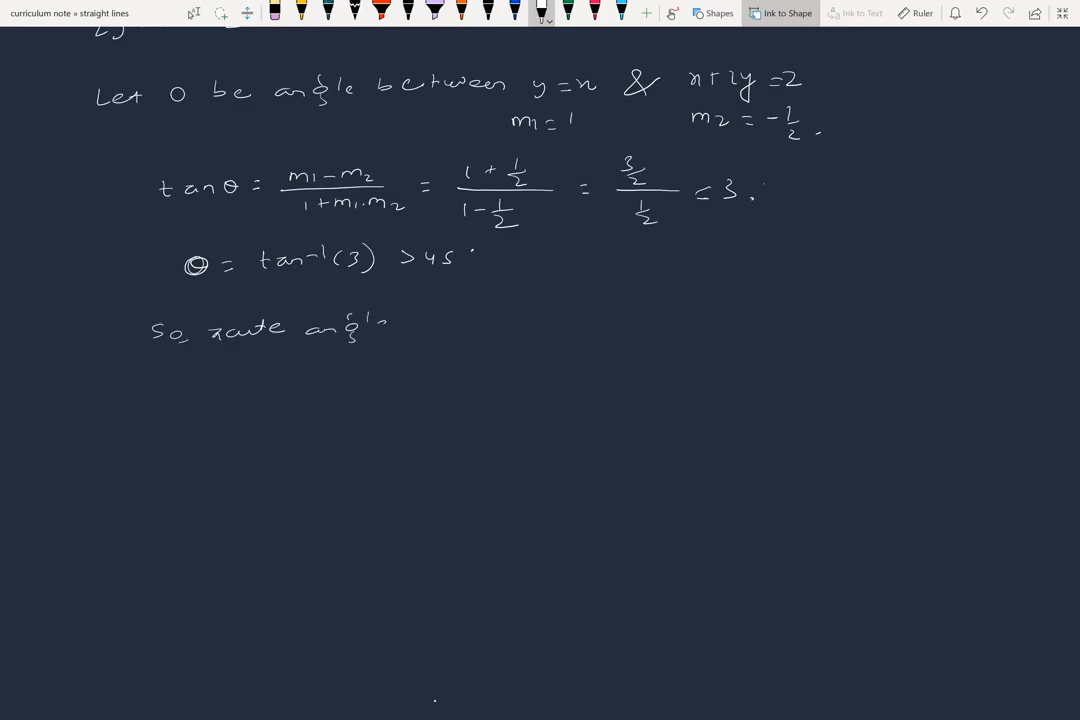 curriculum note » straight lines
Shapes Ink to Shape Ink to Text Ruler
Let O be angle between y = x & x + 2y = 2
m1 = 1 m2 = -1/2.
tanθ = (m1 - m2)/(1 + m1.m2) = (1 + 1/2)/(1 - 1/2) = (3/2)/(1/2) = 3.
θ = tan-1(3) > 45°
So, acute angle